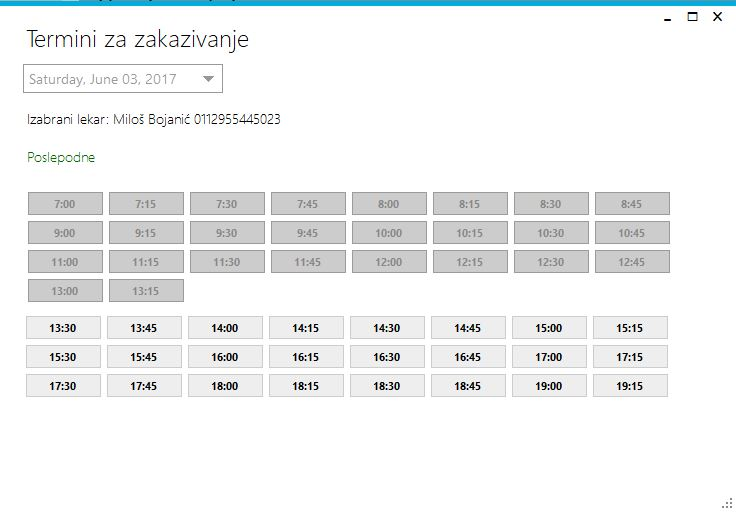 Termini za zakazivanje
Saturday, June 03, 2017
Izabrani lekar: Miloš Bojanić 0112955445023
Poslepodne
7:00 7:15 7:30 7:45 8:00 8:15 8:30 8:45
9:00 9:15 9:30 9:45 10:00 10:15 10:30 10:45
11:00 11:15 11:30 11:45 12:00 12:15 12:30 12:45
13:00 13:15
13:30 13:45 14:00 14:15 14:30 14:45 15:00 15:15
15:30 15:45 16:00 16:15 16:30 16:45 17:00 17:15
17:30 17:45 18:00 18:15 18:30 18:45 19:00 19:15